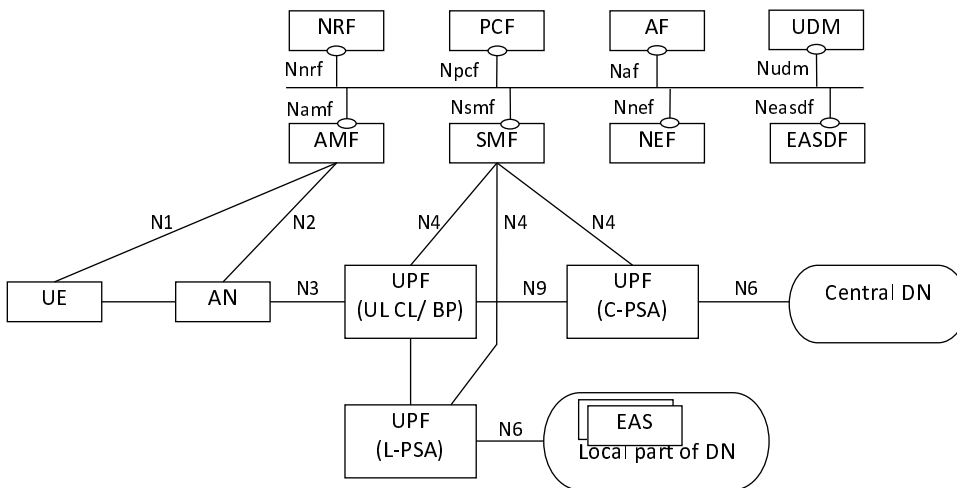 NRF
PCF
AF
UDM
Nnrf
Npcf
Naf
Nudm
Namf
Nsmf
Nnef
Neasdf
AMF
SMF
NEF
EASDF
N1
N2
N4
N4
N4
UE
AN
N3
UPF
(UL CL/ BP)
N9
UPF
(C-PSA)
N6
Central DN
UPF
(L-PSA)
N6
EAS
Local part of DN